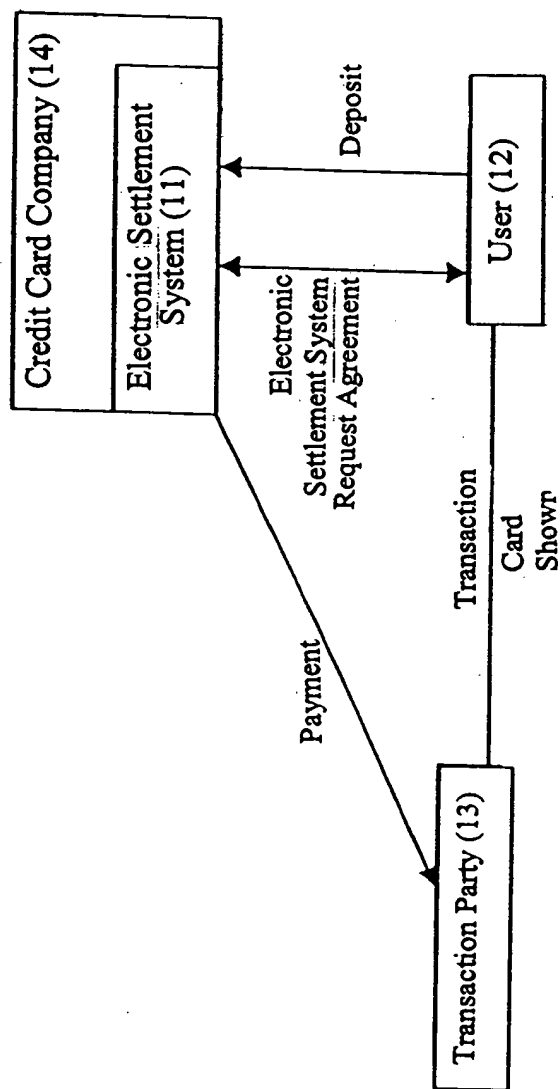 Credit Card Company (14)
Electronic Settlement
System (11)
Deposit
Electronic
Settlement System
Request Agreement
User (12)
Payment
Transaction
Card
Shown
Transaction Party (13)